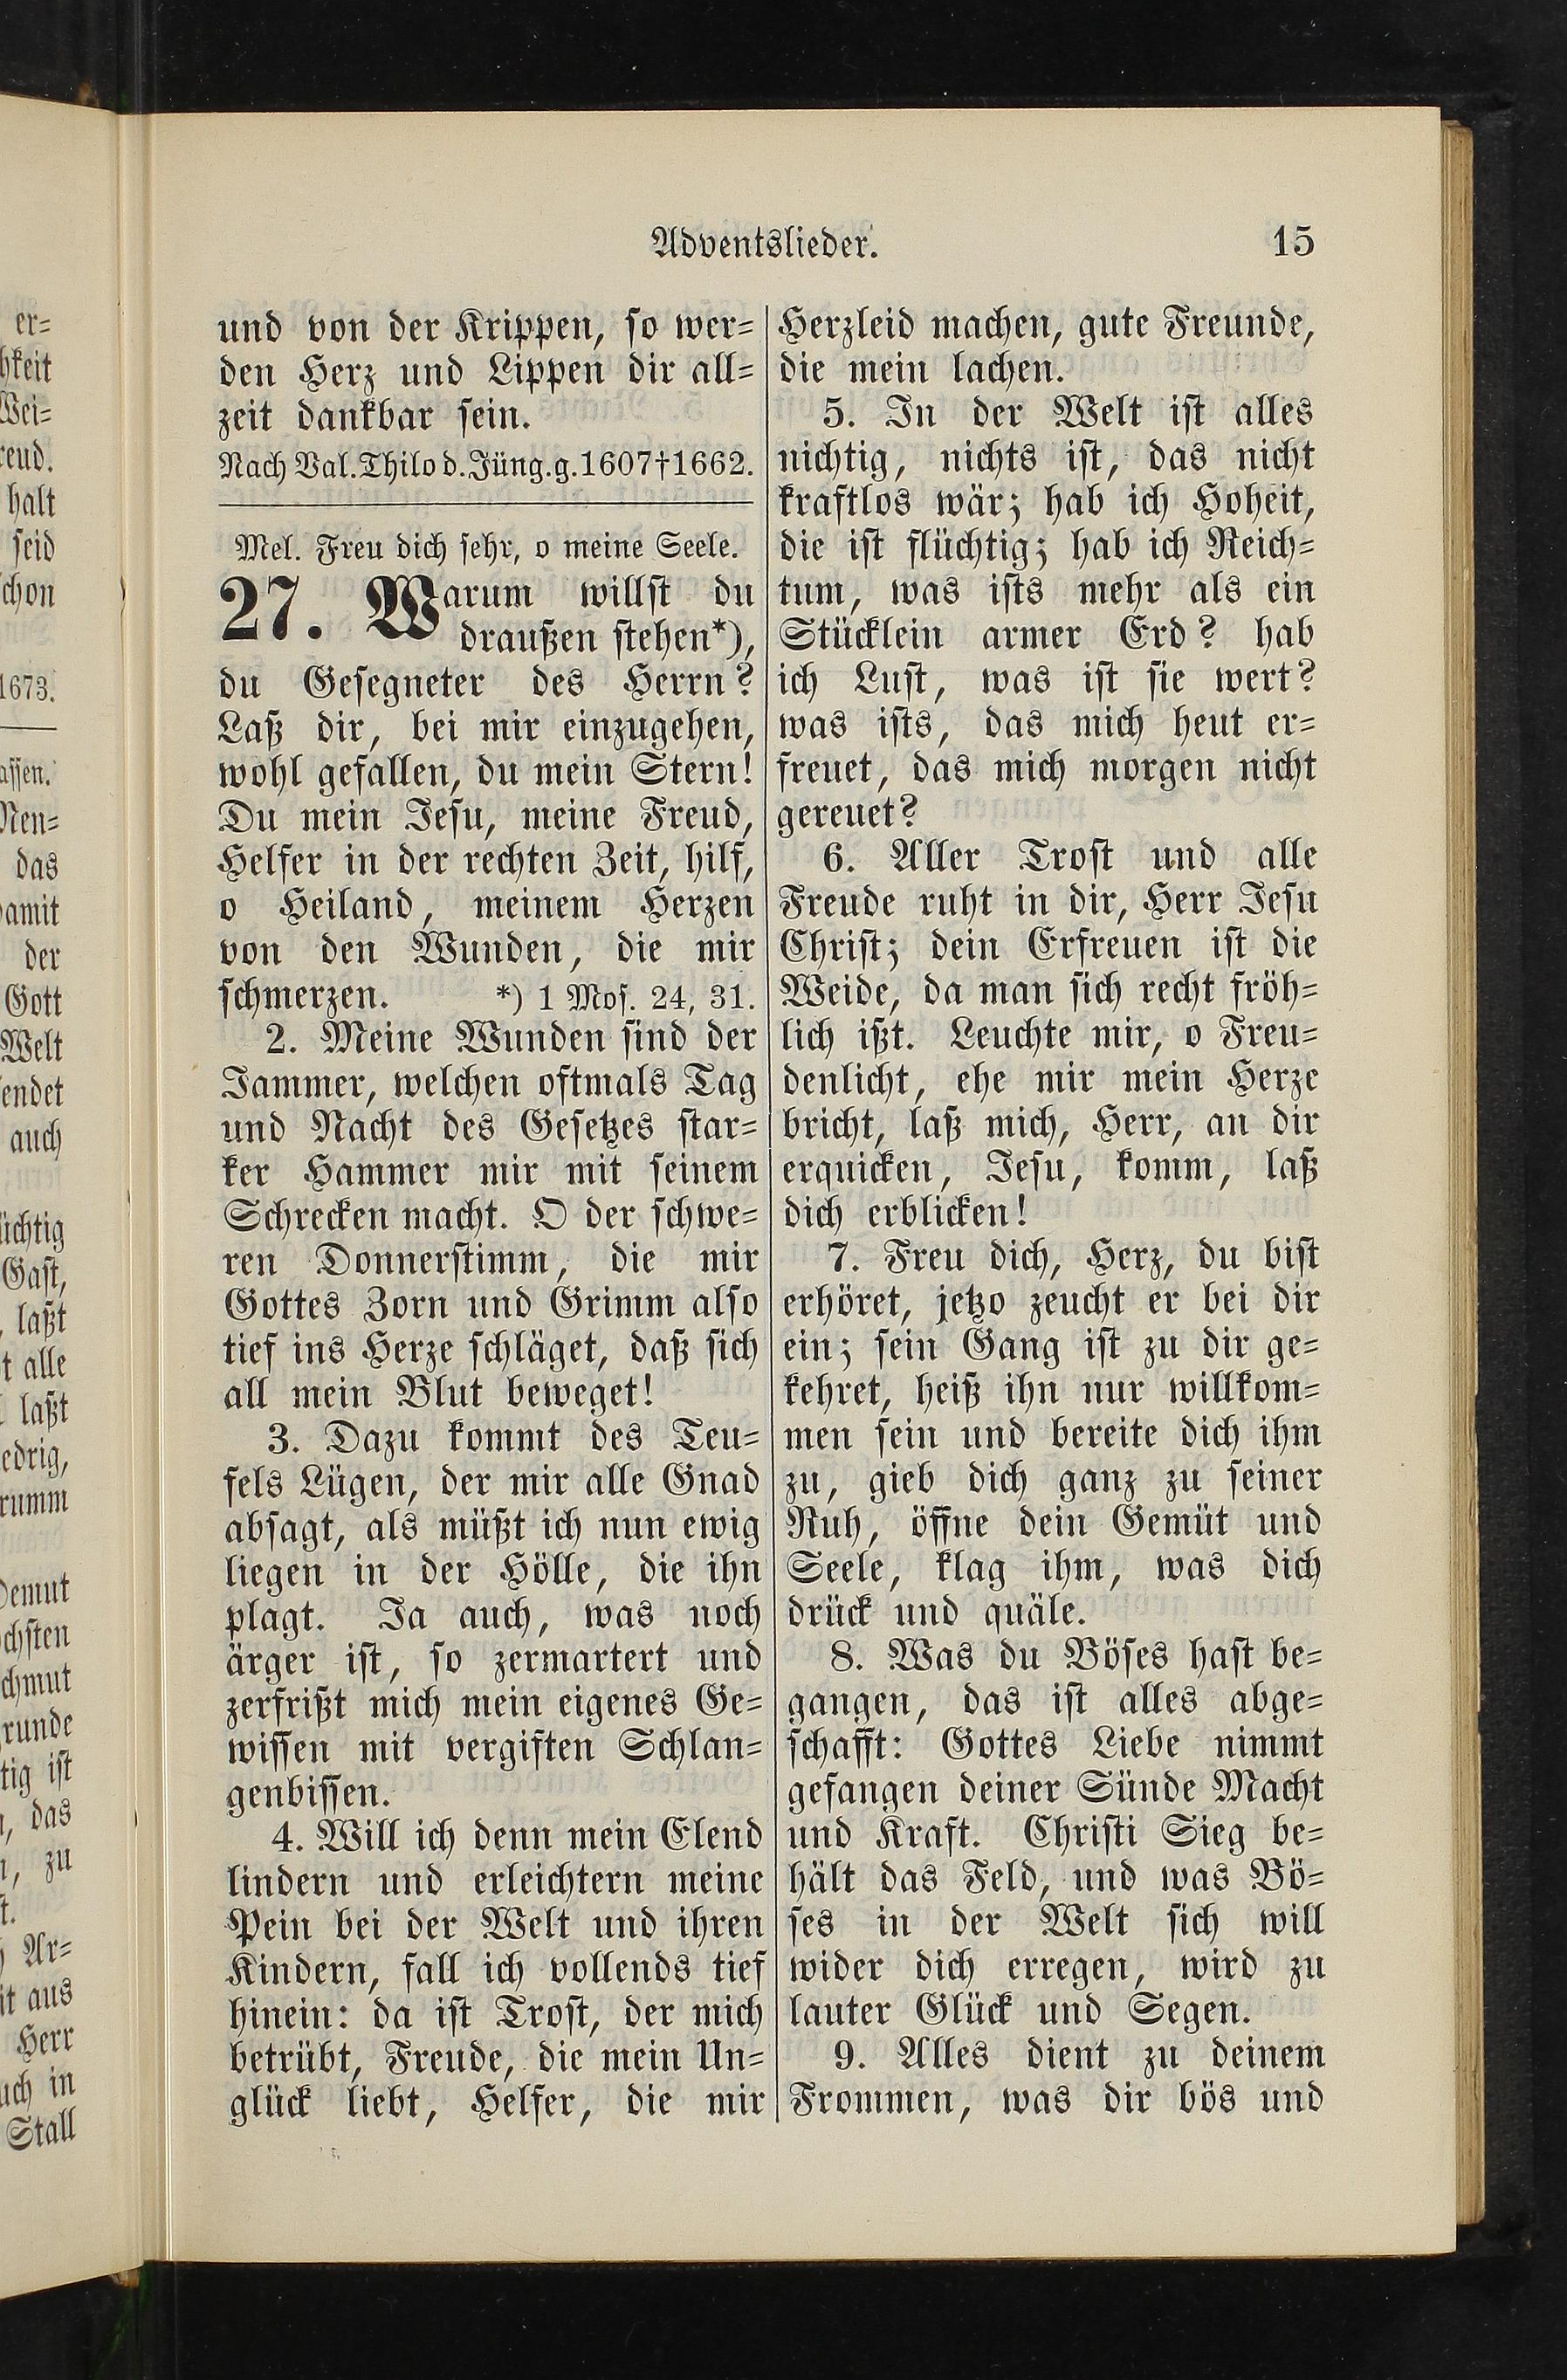 Adventslieder. 15
und von der Krippen, so wer=
den Herz und Lippen dir all=
zeit dankbar sein.
Nach Val. Thilo d. Jüng. g. 1607†1662.
Mel. Freu dich sehr, o meine Seele.
27. Warum willst du
draußen stehen*),
du Gesegneter des Herrn?
Laß dir, bei mir einzugehen,
wohl gefallen, du mein Stern!
Du mein Jesu, meine Freud,
Helfer in der rechten Zeit, hilf,
o Heiland, meinem Herzen
von den Wunden, die mir
schmerzen. *) 1 Mos. 24, 31.
2. Meine Wunden sind der
Jammer, welchen oftmals Tag
und Nacht des Gesetzes star=
ker Hammer mir mit seinem
Schrecken macht. O der schwe=
ren Donnerstimm, die mir
Gottes Zorn und Grimm also
tief ins Herze schläget, daß sich
all mein Blut beweget!
3. Dazu kommt des Teu=
fels Lügen, der mir alle Gnad
absagt, als müßt ich nun ewig
liegen in der Hölle, die ihn
plagt. Ja auch, was noch
ärger ist, so zermartert und
zerfrißt mich mein eigenes Ge=
wissen mit vergiften Schlan=
genbissen.
4. Will ich denn mein Elend
lindern und erleichtern meine
Pein bei der Welt und ihren
Kindern, fall ich vollends tief
hinein: da ist Trost, der mich
betrübt, Freude, die mein Un=
glück liebt, Helfer, die mir
Herzleid machen, gute Freunde,
die mein lachen.
5. In der Welt ist alles
nichtig, nichts ist, das nicht
kraftlos wär; hab ich Hoheit,
die ist flüchtig; hab ich Reich=
tum, was ists mehr als ein
Stücklein armer Erd? hab
ich Lust, was ist sie wert?
was ists, das mich heut er=
freuet, das mich morgen nicht
gereuet?
6. Aller Trost und alle
Freude ruht in dir, Herr Jesu
Christ; dein Erfreuen ist die
Weide, da man sich recht fröh=
lich ißt. Leuchte mir, o Freu=
denlicht, ehe mir mein Herze
bricht, laß mich, Herr, an dir
erquicken, Jesu, komm, laß
dich erblicken!
7. Freu dich, Herz, du bist
erhöret, jetzo zeucht er bei dir
ein; sein Gang ist zu dir ge=
kehret, heiß ihn nur willkom=
men sein und bereite dich ihm
zu, gieb dich ganz zu seiner
Ruh, öffne dein Gemüt und
Seele, klag ihm, was dich
drück und quäle.
8. Was du Böses hast be=
gangen, das ist alles abge=
schafft: Gottes Liebe nimmt
gefangen deiner Sünde Macht
und Kraft. Christi Sieg be=
hält das Feld, und was Bö=
ses in der Welt sich will
wider dich erregen, wird zu
lauter Glück und Segen.
9. Alles dient zu deinem
Frommen, was dir bös und